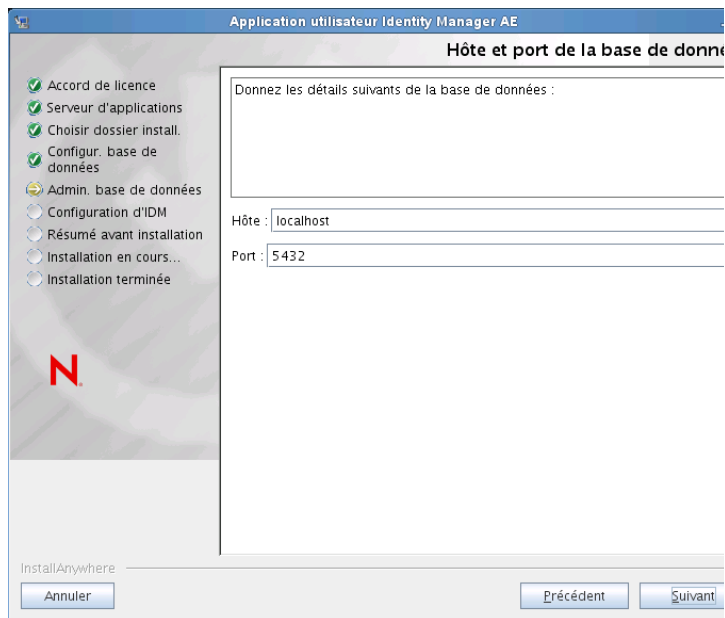 Application utilisateur Identity Manager AE
Hôte et port de la base de donné
Accord de licence
Serveur d'applications
Choisir dossier install.
Configur. base de
données
Admin. base de données
Configuration d'IDM
Résumé avant installation
Installation en cours...
Installation terminée
N.
Donnez les détails suivants de la base de données :
Hôte : localhost
Port : 5432
InstallAnywhere
Annuler
Précédent
Suivant